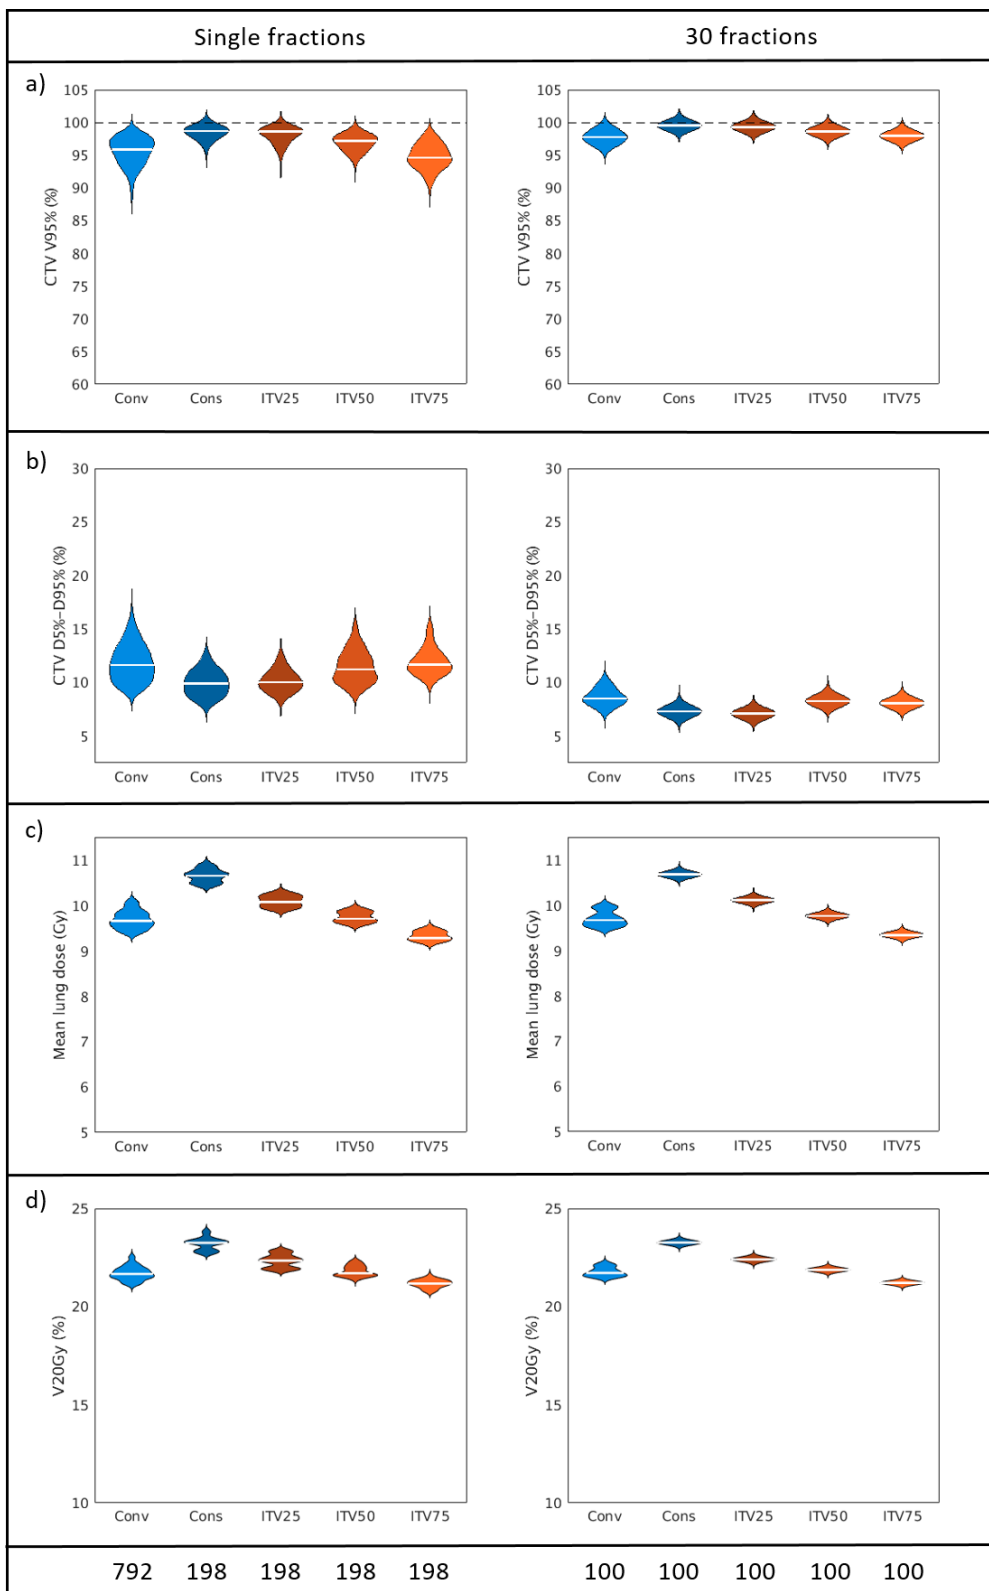 Single fractions 30 fractions
a)
CTV V95% (%)
105
100
95
90
85
80
75
70
65
60
Conv Cons ITV25 ITV50 ITV75
CTV V95% (%)
105
100
95
90
85
80
75
70
65
60
Conv Cons ITV25 ITV50 ITV75
b)
CTV D5%-D95% (%)
30
25
20
15
10
5
Conv Cons ITV25 ITV50 ITV75
CTV D5%-D95% (%)
30
25
20
15
10
5
Conv Cons ITV25 ITV50 ITV75
c)
Mean lung dose (Gy)
11
10
9
8
7
6
5
Conv Cons ITV25 ITV50 ITV75
Mean lung dose (Gy)
11
10
9
8
7
6
5
Conv Cons ITV25 ITV50 ITV75
d)
V20Gy (%)
25
20
15
10
Conv Cons ITV25 ITV50 ITV75
V20Gy (%)
25
20
15
10
Conv Cons ITV25 ITV50 ITV75
792 198 198 198 198 100 100 100 100 100